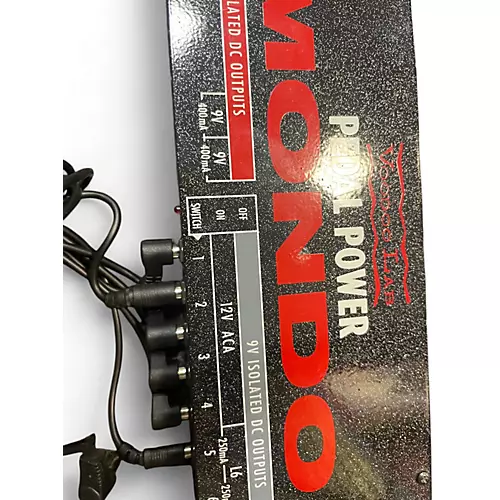 VOODOO LAB
PEDAL POWER
MONDO
ISOLATED DC OUTPUTS
9V 9V
400mA 400mA
OFF
ON
SWITCH
9V ISOLATED DC OUTPUTS
12V ACA
L6
250mA
1 2 3 4 5